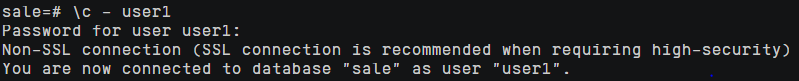 sale=# \c - user1
Password for user user1:
Non-SSL connection (SSL connection is recommended when requiring high-security)
You are now connected to database "sale" as user "user1".